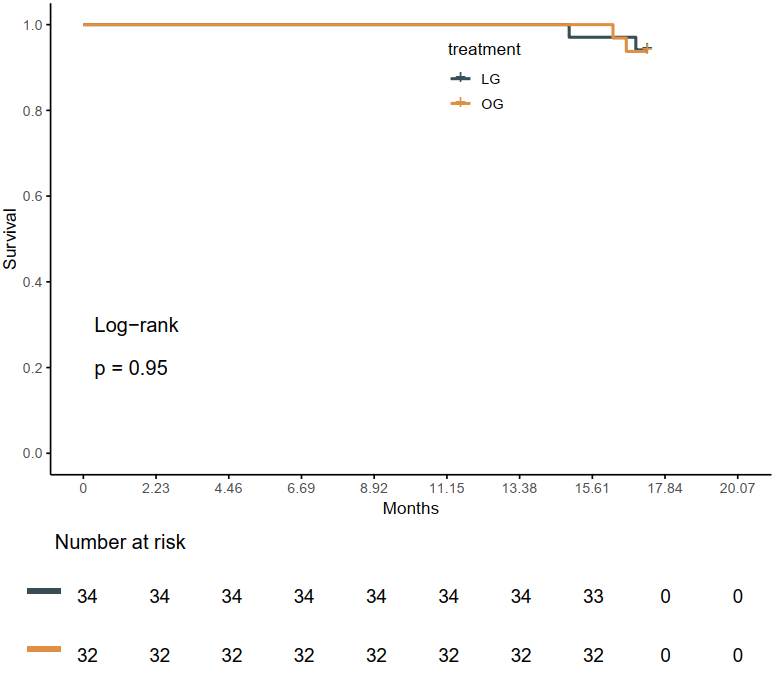 1.0
0.8
0.6
0.4
0.2
0.0
Survival
treatment
LG
OG
Log−rank
p = 0.95
0 2.23 4.46 6.69 8.92 11.15 13.38 15.61 17.84 20.07
Months
Number at risk
34 34 34 34 34 34 34 33 0 0
32 32 32 32 32 32 32 32 0 0